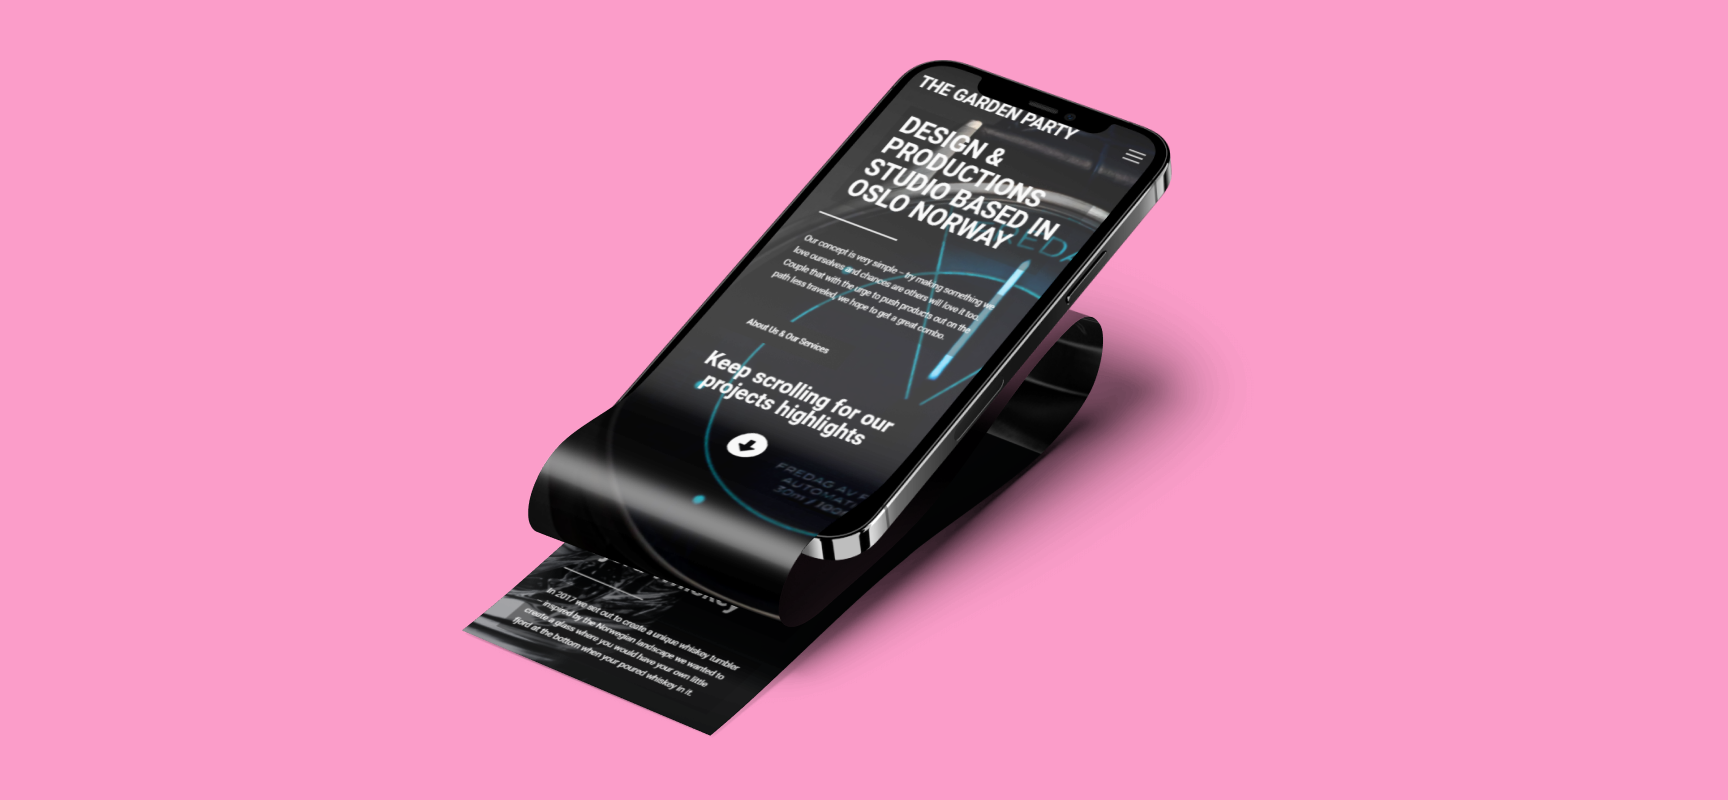 THE GARDEN PARTY
DESIGN &
PRODUCTIONS
STUDIO BASED IN
OSLO NORWAY
Our concept is very simple – try making something we
love ourselves and chances are others will love it too.
Couple that with the urge to push products out on the
path less traveled, we hope to get a great combo.
About Us & Our Services
Keep scrolling for our
projects highlights
FREDAG AV
AUTOMAT
30m / 100
In 2017 we set out to create a unique whiskey tumbler
– inspired by the Norwegian landscape we wanted to
create a glass where you would have your own little
fjord at the bottom when your poured whiskey in it.